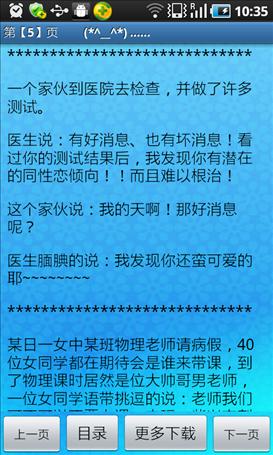 10:35
第【5】页 (*^__^*) ……
*****************************
一个家伙到医院去检查，并做了许多
测试。
医生说：有好消息、也有坏消息！看
过你的测试结果后，我发现你有潜在
的同性恋倾向！！而且难以根治！
这个家伙说：我的天啊！那好消息
呢？
医生腼腆的说：我发现你还蛮可爱的
耶~~~~~~~~
*****************************
某日一女中某班物理老师请病假，40
位女同学都在期待会是谁来带课，到
了物理课时居然是位大帅哥男老师，
一位女同学语带挑逗的说：老师我们
上一页 目录 更多下载 下一页